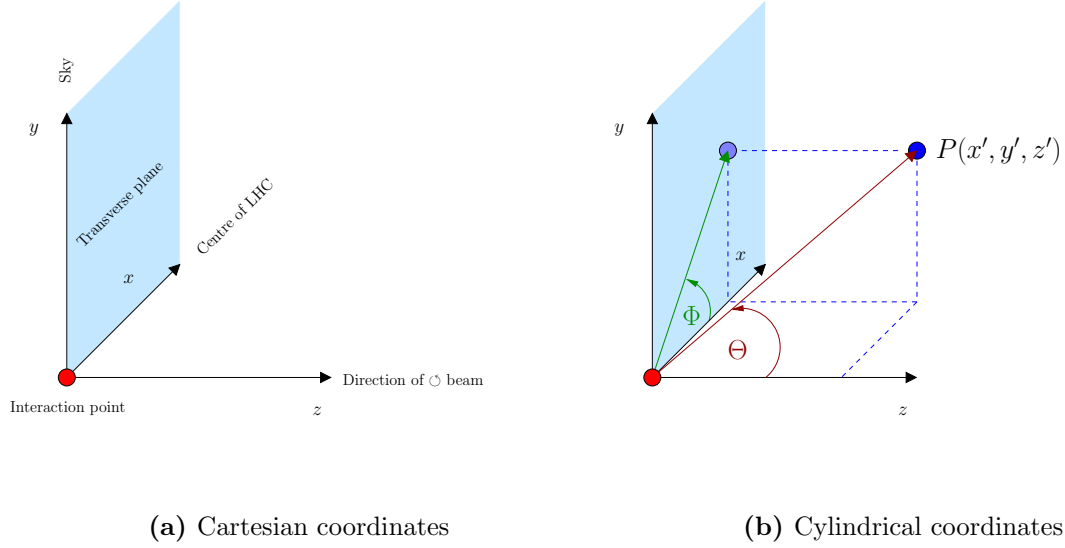 Sky
y
Transverse plane
Centre of LHC
x
Direction of ↺ beam
Interaction point
z
(a) Cartesian coordinates
y
P(x′, y′, z′)
x
Φ
Θ
z
(b) Cylindrical coordinates